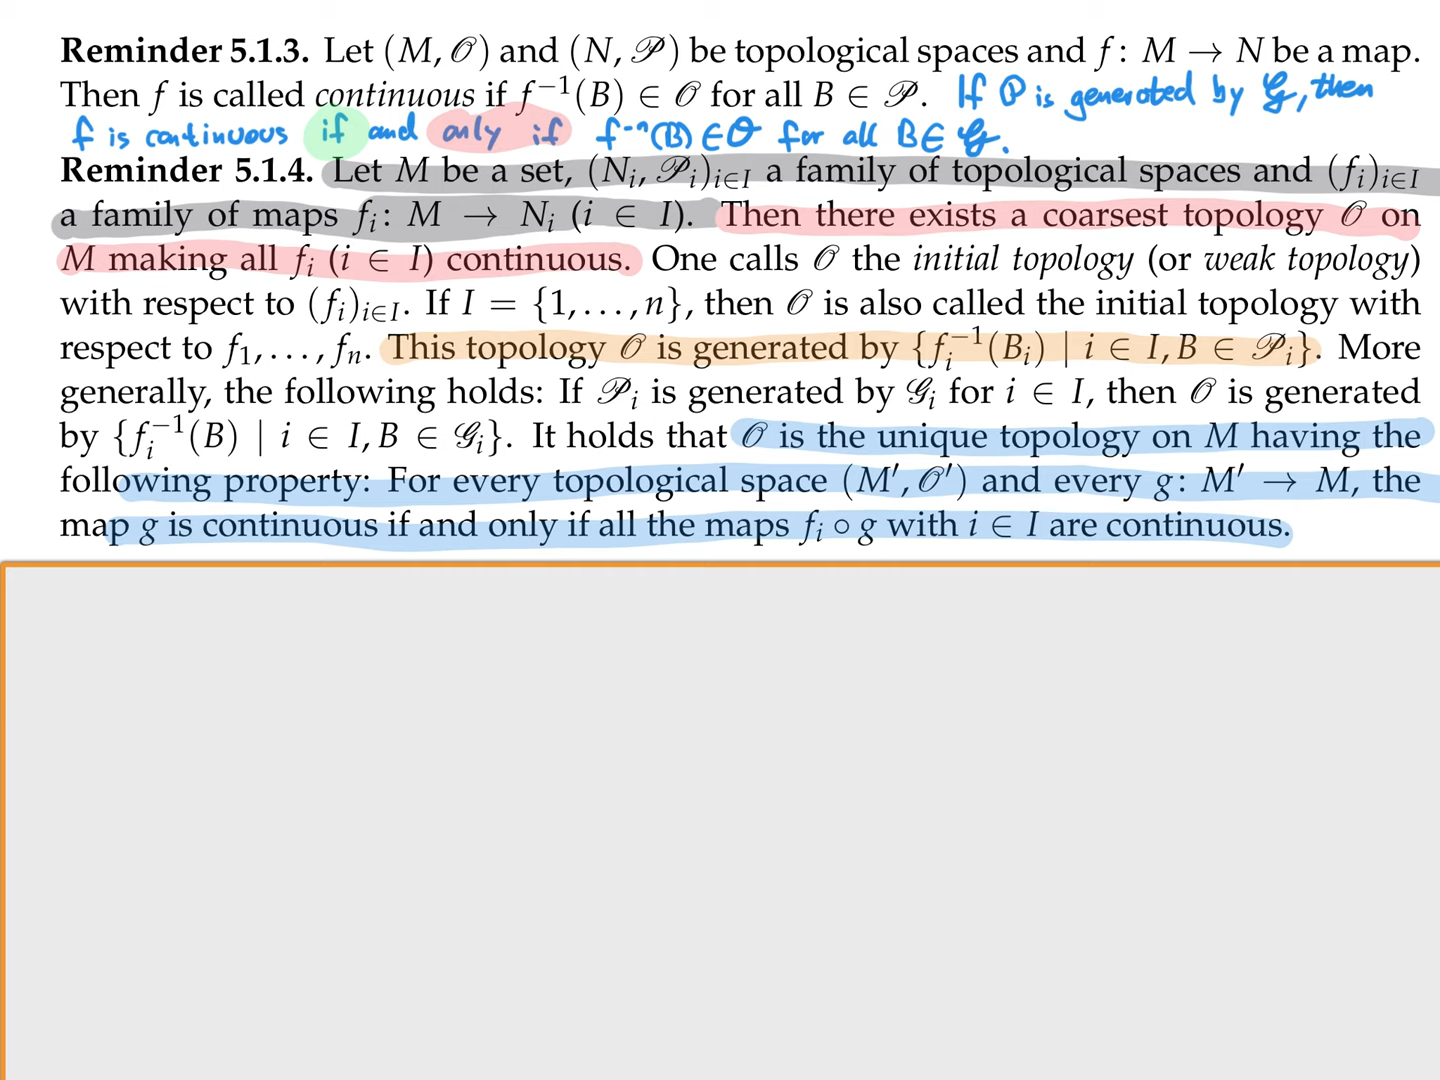 Reminder 5.1.3. Let (M, 𝒪) and (N, 𝒫) be topological spaces and f : M → N be a map.
Then f is called continuous if f⁻¹(B) ∈ 𝒪 for all B ∈ 𝒫. If 𝒫 is generated by 𝒢, then
f is continuous if and only if f⁻¹(B) ∈ 𝒪 for all B ∈ 𝒢.
Reminder 5.1.4. Let M be a set, (Nᵢ, 𝒫ᵢ)ᵢ∈I a family of topological spaces and (fᵢ)ᵢ∈I
a family of maps fᵢ : M → Nᵢ (i ∈ I). Then there exists a coarsest topology 𝒪 on
M making all fᵢ (i ∈ I) continuous. One calls 𝒪 the initial topology (or weak topology)
with respect to (fᵢ)ᵢ∈I. If I = {1, . . . , n}, then 𝒪 is also called the initial topology with
respect to f₁, . . . , fₙ. This topology 𝒪 is generated by {fᵢ⁻¹(Bᵢ) | i ∈ I, B ∈ 𝒫ᵢ}. More
generally, the following holds: If 𝒫ᵢ is generated by 𝒢ᵢ for i ∈ I, then 𝒪 is generated
by {fᵢ⁻¹(B) | i ∈ I, B ∈ 𝒢ᵢ}. It holds that 𝒪 is the unique topology on M having the
following property: For every topological space (M′, 𝒪′) and every g : M′ → M, the
map g is continuous if and only if all the maps fᵢ ∘ g with i ∈ I are continuous.